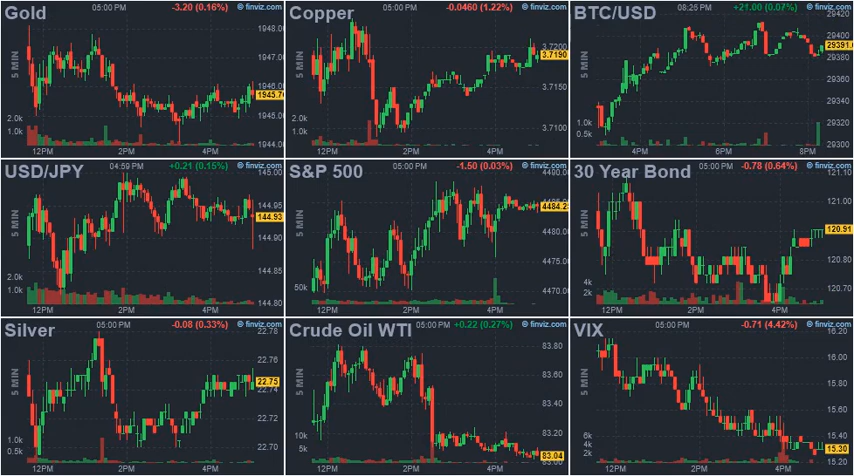 Gold 05:00 PM -3.20 (0.16%) © finviz.com
5 MIN
1948.00
1947.0
1946.0
1945.70
1944.00
2.0k
1.0k
12PM 2PM 4PM
Copper 05:00 PM -0.0460 (1.22%) © finviz.com
5 MIN
3.7200
3.7190
3.7150
3.7100
2.0k
1.0k
12PM 2PM 4PM
BTC/USD 08:25 PM +21.00 (0.07%) © finviz.com
5 MIN
29420
29400
29391.0
29380
29360
29340
29320
29300
1.0k
0.5k
4PM 6PM 8PM
USD/JPY 04:59 PM +0.21 (0.15%) © finviz.com
5 MIN
145.00
144.93
144.90
144.85
144.80
2.0k
1.0k
12PM 2PM 4PM
S&P 500 05:00 PM -1.50 (0.03%) © finviz.com
5 MIN
4490.00
4484.2
4480.0
4475.0
4470.0
50k
12PM 2PM 4PM
30 Year Bond 05:00 PM -0.78 (0.64%) © finviz.com
5 MIN
121.10
121.00
120.91
120.80
120.70
4k
2k
12PM 2PM 4PM
Silver 05:00 PM -0.08 (0.33%) © finviz.com
5 MIN
22.78
22.76
22.75
22.74
22.72
22.70
1.0k
0.5k
12PM 2PM 4PM
Crude Oil WTI 05:00 PM +0.22 (0.27%) © finviz.com
5 MIN
83.80
83.60
83.40
83.20
83.04
83.00
10k
5k
12PM 2PM 4PM
VIX 05:00 PM -0.71 (4.42%) © finviz.com
5 MIN
16.20
16.00
15.80
15.60
15.40
15.30
15.20
6k
4k
2k
12PM 2PM 4PM